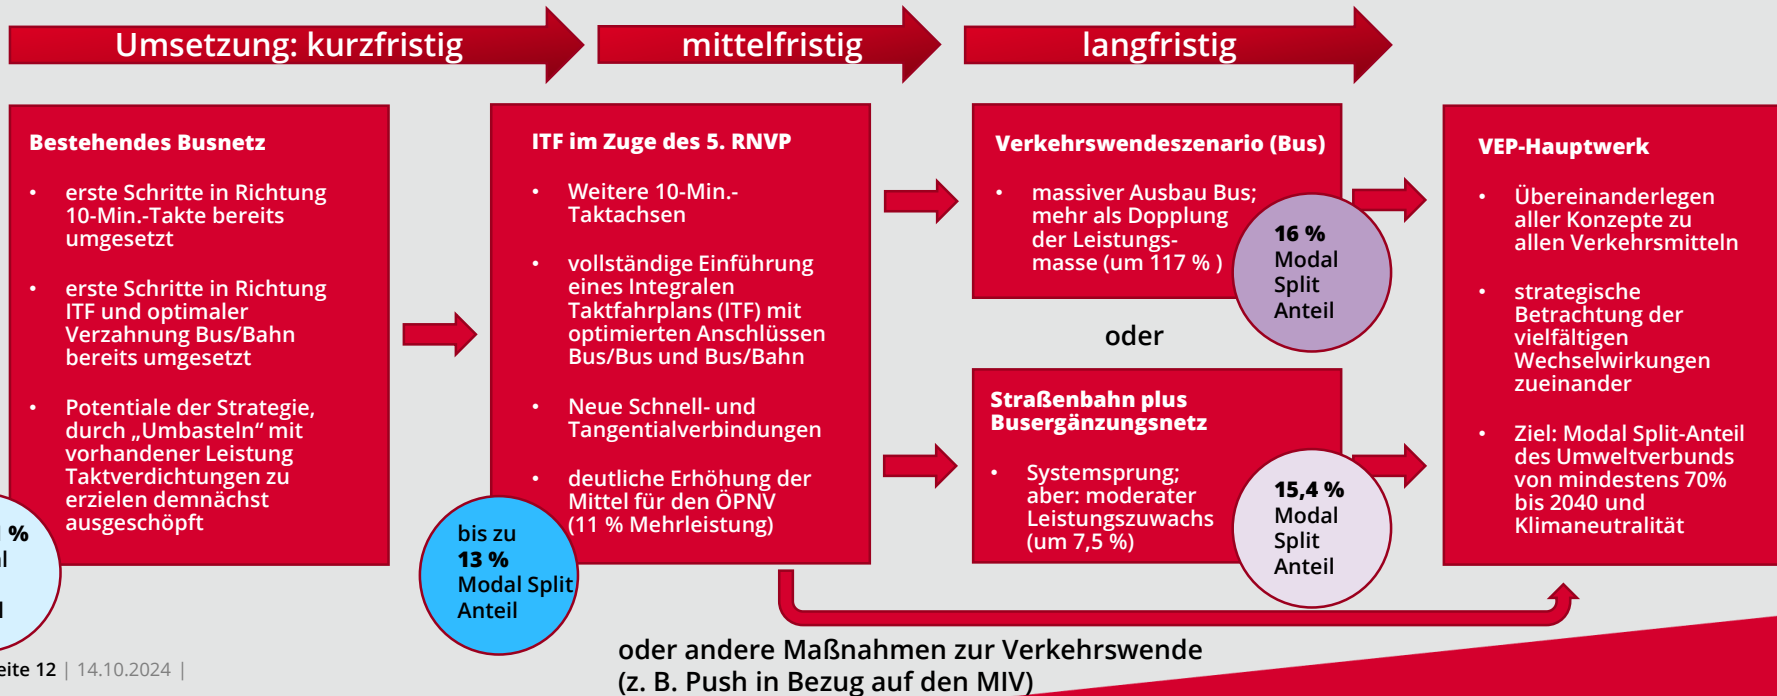 Umsetzung: kurzfristig
mittelfristig
langfristig
Bestehendes Busnetz
• erste Schritte in Richtung
10-Min.-Takte bereits
umgesetzt
• erste Schritte in Richtung
ITF und optimaler
Verzahnung Bus/Bahn
bereits umgesetzt
• Potentiale der Strategie,
durch „Umbasteln“ mit
vorhandener Leistung
Taktverdichtungen zu
erzielen demnächst
ausgeschöpft
%
ITF im Zuge des 5. RNVP
• Weitere 10-Min.-
Taktachsen
• vollständige Einführung
eines Integralen
Taktfahrplans (ITF) mit
optimierten Anschlüssen
Bus/Bus und Bus/Bahn
• Neue Schnell- und
Tangentialverbindungen
• deutliche Erhöhung der
Mittel für den ÖPNV
(11 % Mehrleistung)
bis zu
13 %
Modal Split
Anteil
Verkehrswendeszenario (Bus)
• massiver Ausbau Bus;
mehr als Dopplung
der Leistungs-
masse (um 117 % )
16 %
Modal
Split
Anteil
oder
Straßenbahn plus
Busergänzungsnetz
• Systemsprung;
aber: moderater
Leistungszuwachs
(um 7,5 %)
15,4 %
Modal
Split
Anteil
VEP-Hauptwerk
• Übereinanderlegen
aller Konzepte zu
allen Verkehrsmitteln
• strategische
Betrachtung der
vielfältigen
Wechselwirkungen
zueinander
• Ziel: Modal Split-Anteil
des Umweltverbunds
von mindestens 70%
bis 2040 und
Klimaneutralität
oder andere Maßnahmen zur Verkehrswende
(z. B. Push in Bezug auf den MIV)
eite 12 | 14.10.2024 |